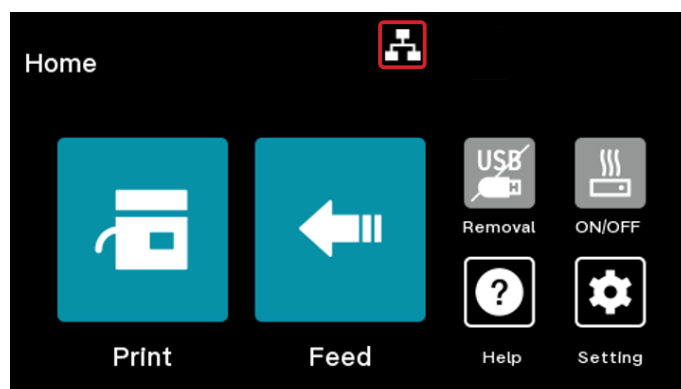 Home
USB
H
Removal
ON/OFF
?
Print
Feed
Help
Setting